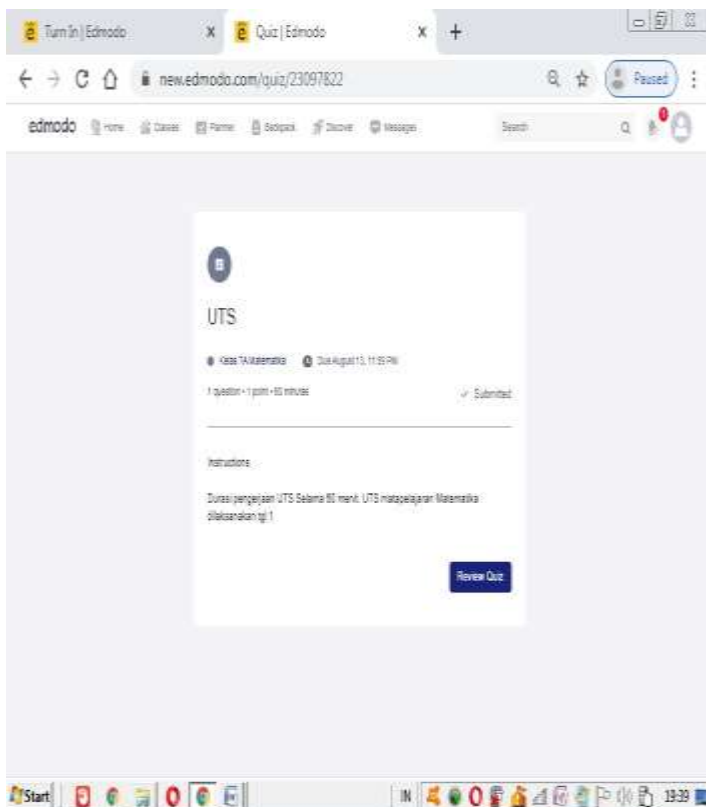 Turn In | Edmodo
Quiz | Edmodo
new.edmodo.com/quiz/23097822
Paused
edmodo Home Classes Planner Backpack Discover Messages Search
UTS
Kelas 7A Matematika Due August 13, 11:59 PM
1 question • 1 point • 60 minutes Submitted
Instructions
Durasi pengerjaan UTS Selama 60 menit. UTS matapelajaran Matematika
dilaksanakan tgl 1
Review Quiz
Start IN 19:39